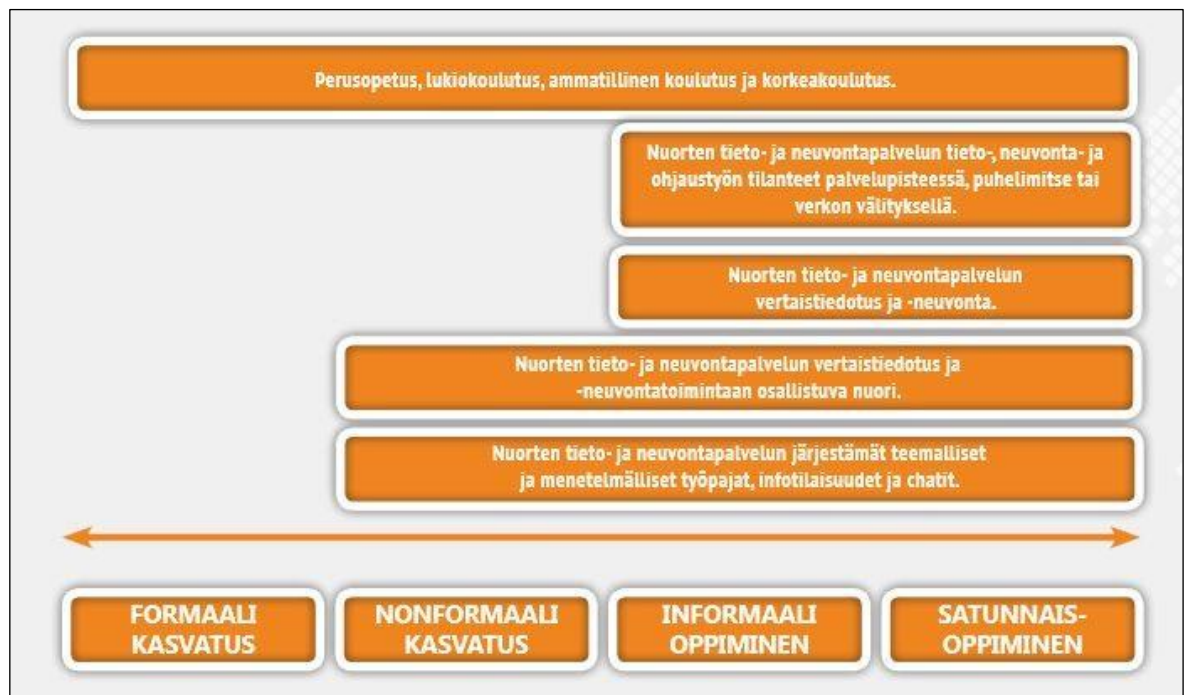 Perusopetus, lukiokoulutus, ammatillinen koulutus ja korkeakoulutus.
Nuorten tieto- ja neuvontapalvelun tieto-, neuvonta- ja
ohjaustyön tilanteet palvelupisteessä, puhelimitse tai
verkon välityksellä.
Nuorten tieto- ja neuvontapalvelun
vertaistiedotus ja -neuvonta.
Nuorten tieto- ja neuvontapalvelun vertaistiedotus ja
-neuvontatoimintaan osallistuva nuori.
Nuorten tieto- ja neuvontapalvelun järjestämät teemalliset
ja menetelmälliset työpajat, infotilaisuudet ja chatit.
FORMAALI
KASVATUS
NONFORMAALI
KASVATUS
INFORMAALI
OPPIMINEN
SATUNNAIS-
OPPIMINEN